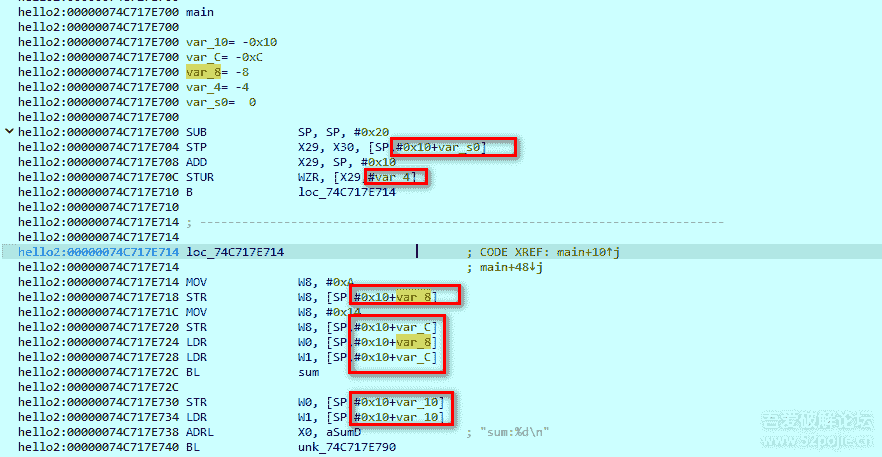 hello2:00000074C717E700 main
hello2:00000074C717E700
hello2:00000074C717E700 var_10= -0x10
hello2:00000074C717E700 var_C= -0xC
hello2:00000074C717E700 var_8= -8
hello2:00000074C717E700 var_4= -4
hello2:00000074C717E700 var_s0= 0
hello2:00000074C717E700
hello2:00000074C717E700 SUB SP, SP, #0x20
hello2:00000074C717E704 STP X29, X30, [SP,#0x10+var_s0]
hello2:00000074C717E708 ADD X29, SP, #0x10
hello2:00000074C717E70C STUR WZR, [X29,#var_4]
hello2:00000074C717E710 B loc_74C717E714
hello2:00000074C717E710
hello2:00000074C717E714 ; ---------------------------------------------------------------------------
hello2:00000074C717E714
hello2:00000074C717E714 loc_74C717E714 ; CODE XREF: main+10↑j
hello2:00000074C717E714 ; main+48↓j
hello2:00000074C717E714 MOV W8, #0xA
hello2:00000074C717E718 STR W8, [SP,#0x10+var_8]
hello2:00000074C717E71C MOV W8, #0x14
hello2:00000074C717E720 STR W8, [SP,#0x10+var_C]
hello2:00000074C717E724 LDR W0, [SP,#0x10+var_8]
hello2:00000074C717E728 LDR W1, [SP,#0x10+var_C]
hello2:00000074C717E72C BL sum
hello2:00000074C717E72C
hello2:00000074C717E730 STR W0, [SP,#0x10+var_10]
hello2:00000074C717E734 LDR W1, [SP,#0x10+var_10]
hello2:00000074C717E738 ADRL X0, aSumD ; "sum:%d\n"
hello2:00000074C717E740 BL unk_74C717E790
吾爱破解论坛
www.52pojie.cn